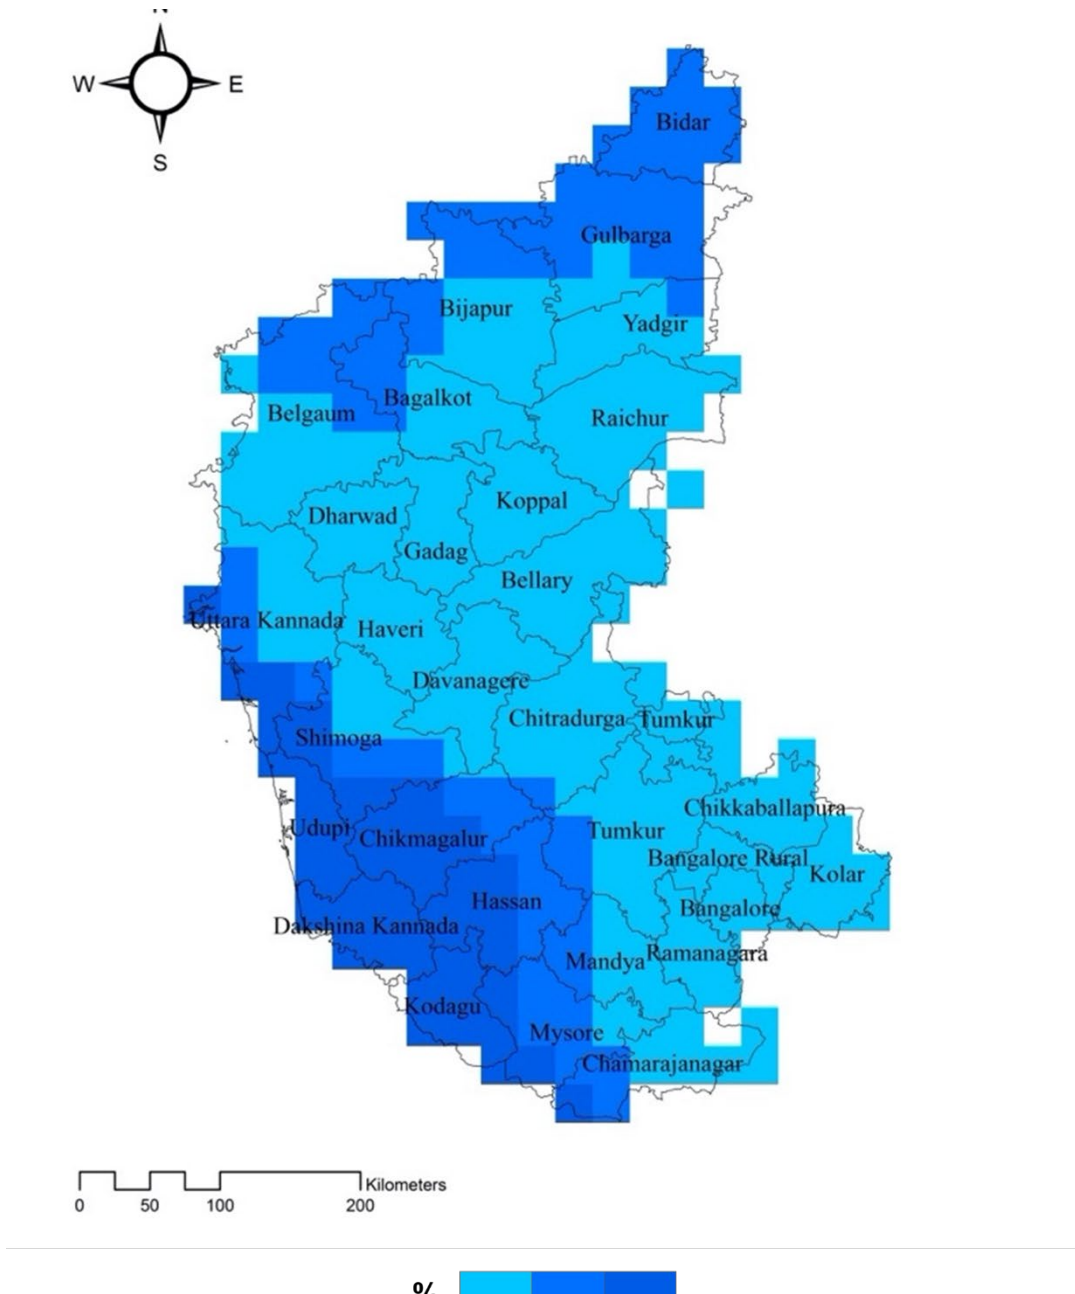 N
W E
S
Bidar
Gulbarga
Bijapur
Yadgir
Bagalkot
Belgaum
Raichur
Koppal
Dharwad
Gadag
Bellary
Uttara Kannada
Haveri
Davanagere
Chitradurga
Tumkur
Shimoga
Chikkaballapura
Udupi
Chikmagalur
Tumkur
Bangalore Rural
Kolar
Hassan
Bangalore
Dakshina Kannada
Mandya
Ramanagara
Kodagu
Mysore
Chamarajanagar
Kilometers
0 50 100 200
%